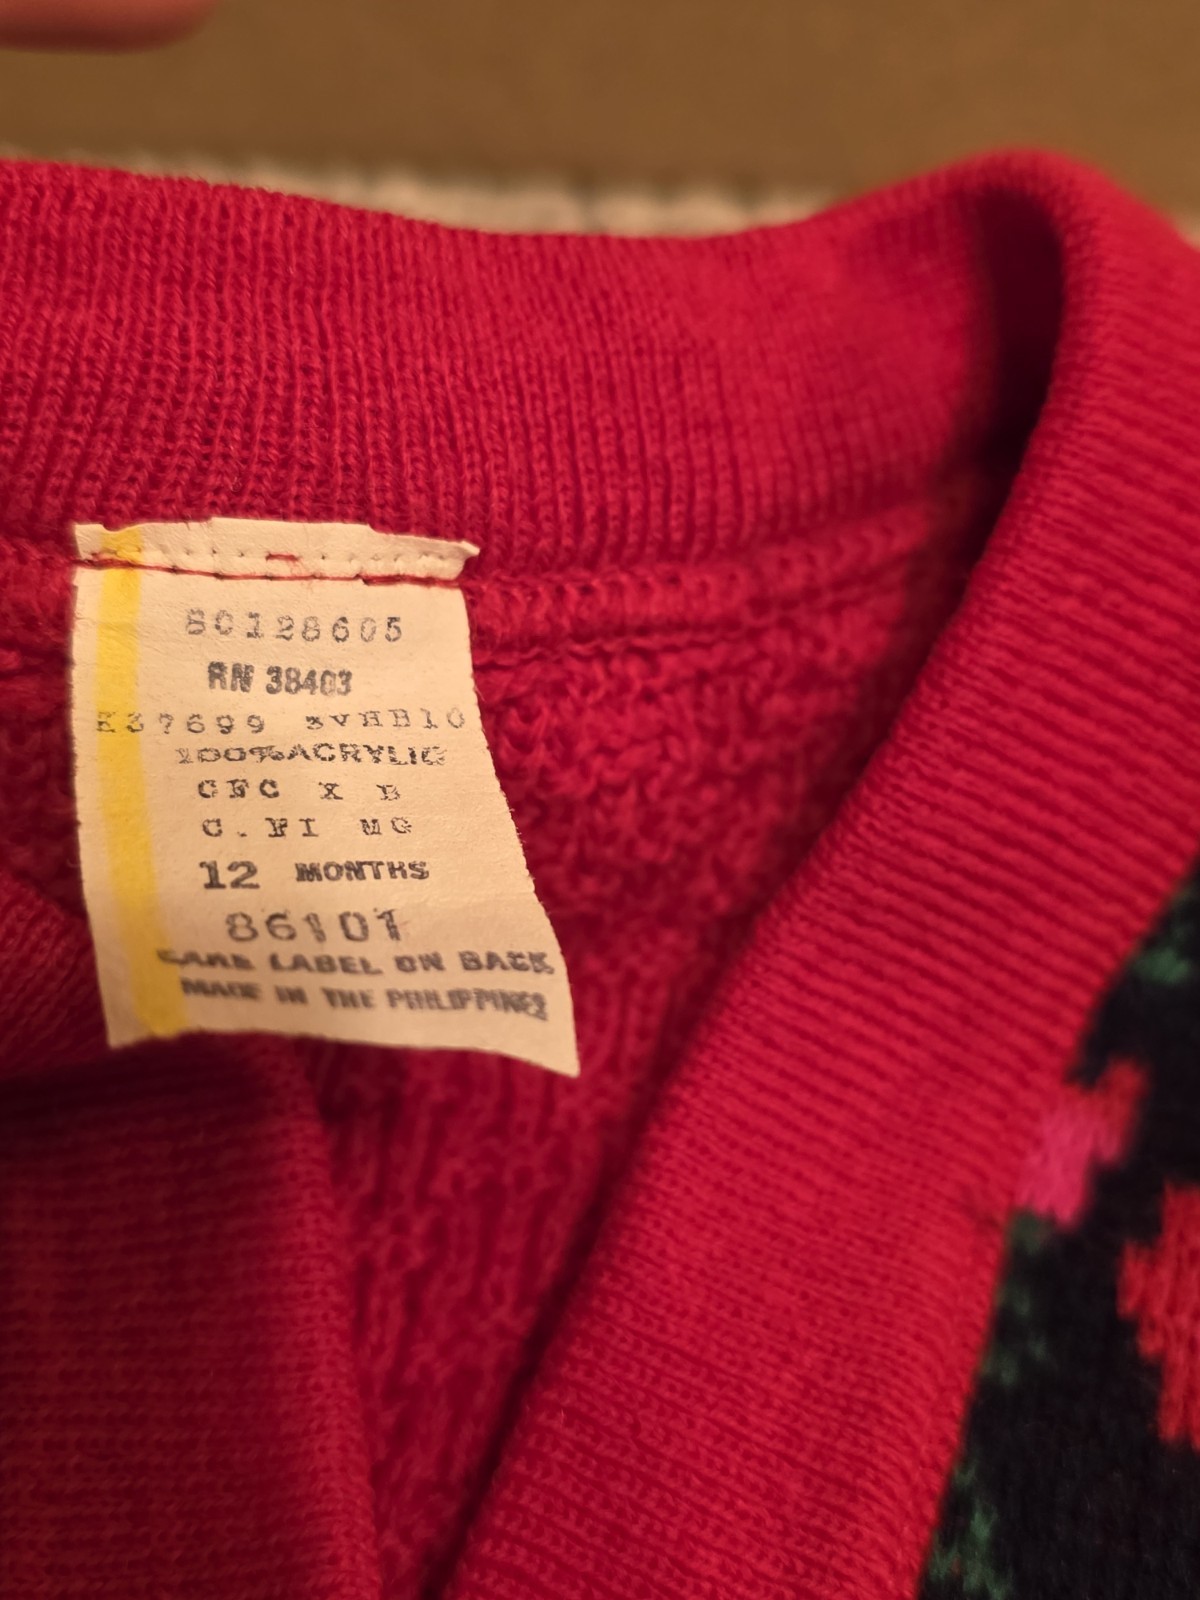 80128605
RN 38403
K37699 3VHB10
100% ACRYLIC
CFC X B
C.FI MG
12 MONTHS
86101
CARE LABEL ON BACK
MADE IN THE PHILIPPINES